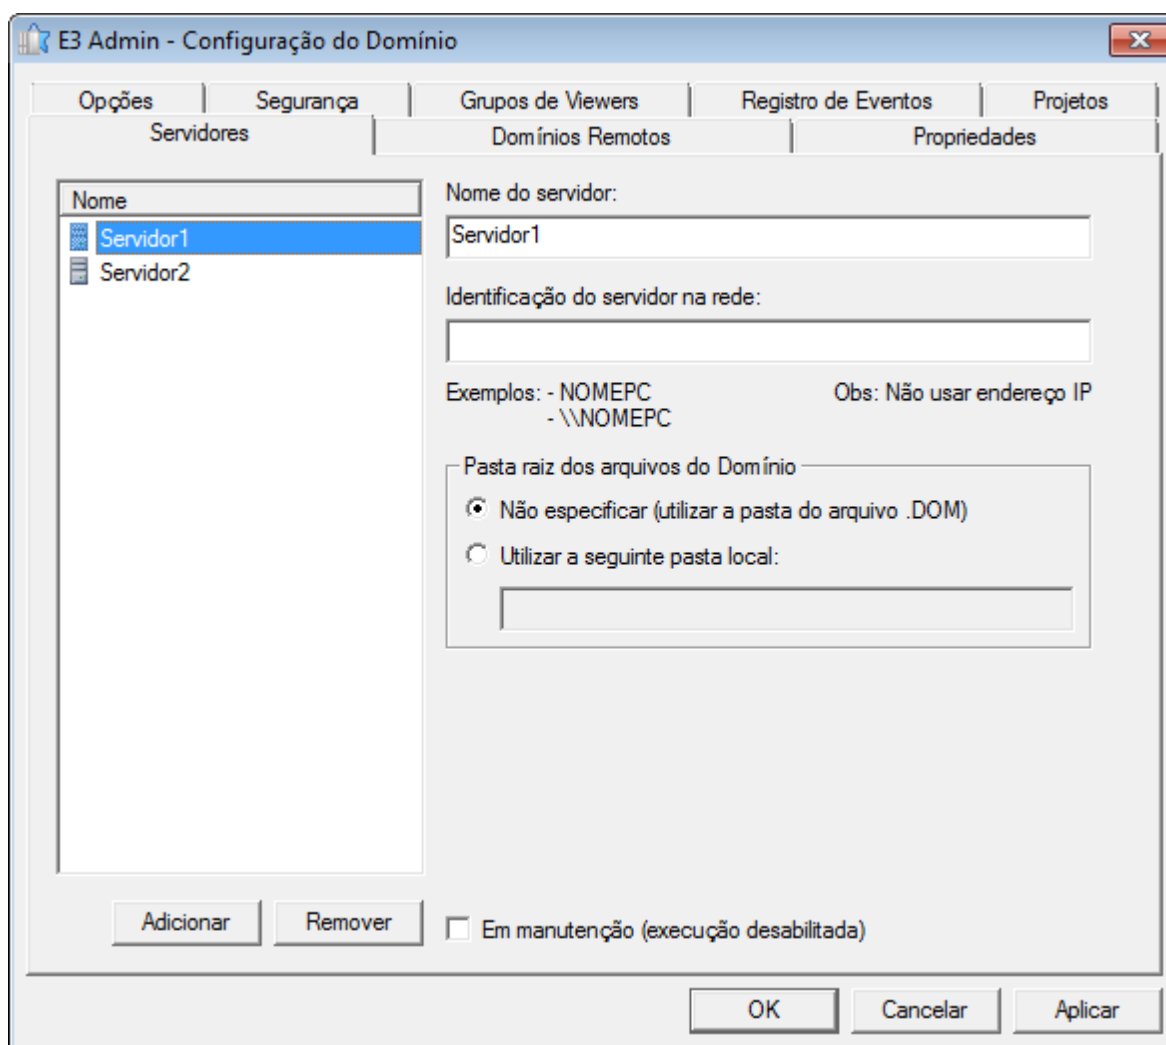 E3 Admin - Configuração do Domínio
Opções
Segurança
Grupos de Viewers
Registro de Eventos
Projetos
Servidores
Domínios Remotos
Propriedades
Nome
Servidor1
Servidor2
Nome do servidor:
Servidor1
Identificação do servidor na rede:
Exemplos: - NOMEPC
Obs: Não usar endereço IP
- \\NOMEPC
Pasta raiz dos arquivos do Domínio
Não especificar (utilizar a pasta do arquivo .DOM)
Utilizar a seguinte pasta local:
Adicionar
Remover
Em manutenção (execução desabilitada)
OK
Cancelar
Aplicar